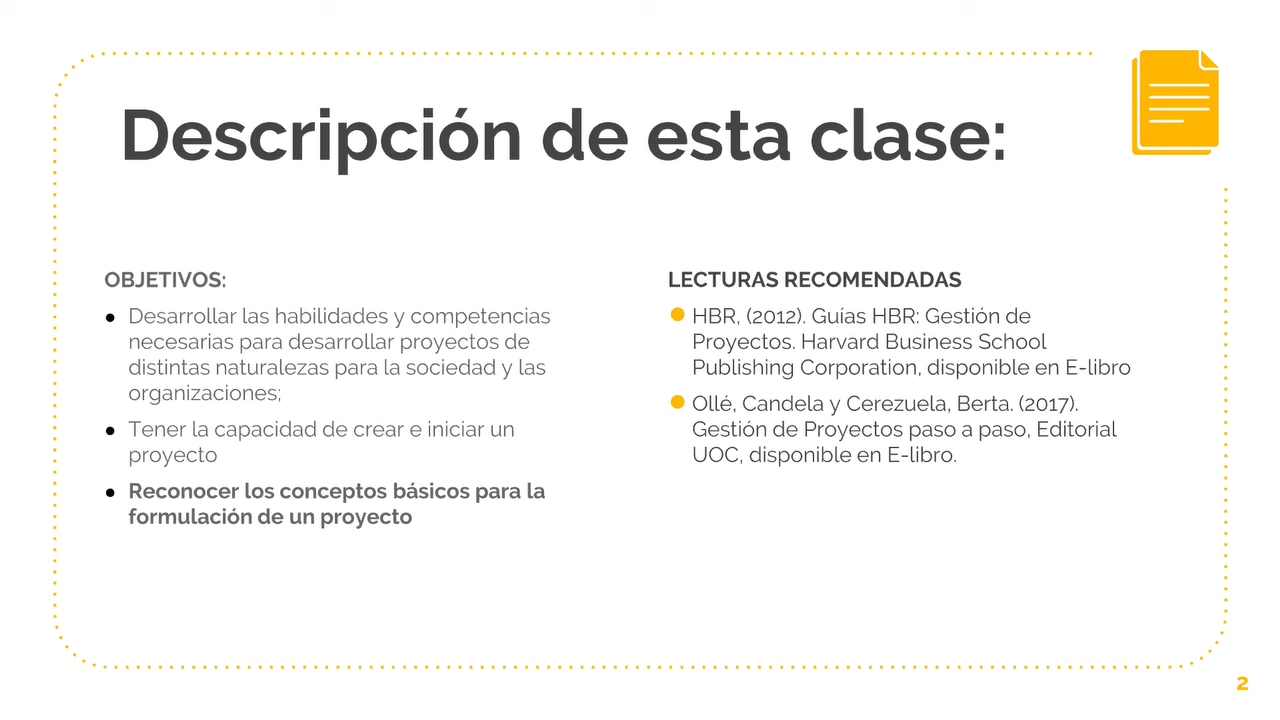 Descripción de esta clase:
OBJETIVOS:
● Desarrollar las habilidades y competencias
necesarias para desarrollar proyectos de
distintas naturalezas para la sociedad y las
organizaciones;
● Tener la capacidad de crear e iniciar un
proyecto
● Reconocer los conceptos básicos para la
formulación de un proyecto
LECTURAS RECOMENDADAS
● HBR, (2012). Guías HBR: Gestión de
Proyectos. Harvard Business School
Publishing Corporation, disponible en E-libro
● Ollé, Candela y Cerezuela, Berta. (2017).
Gestión de Proyectos paso a paso, Editorial
UOC, disponible en E-libro.
2